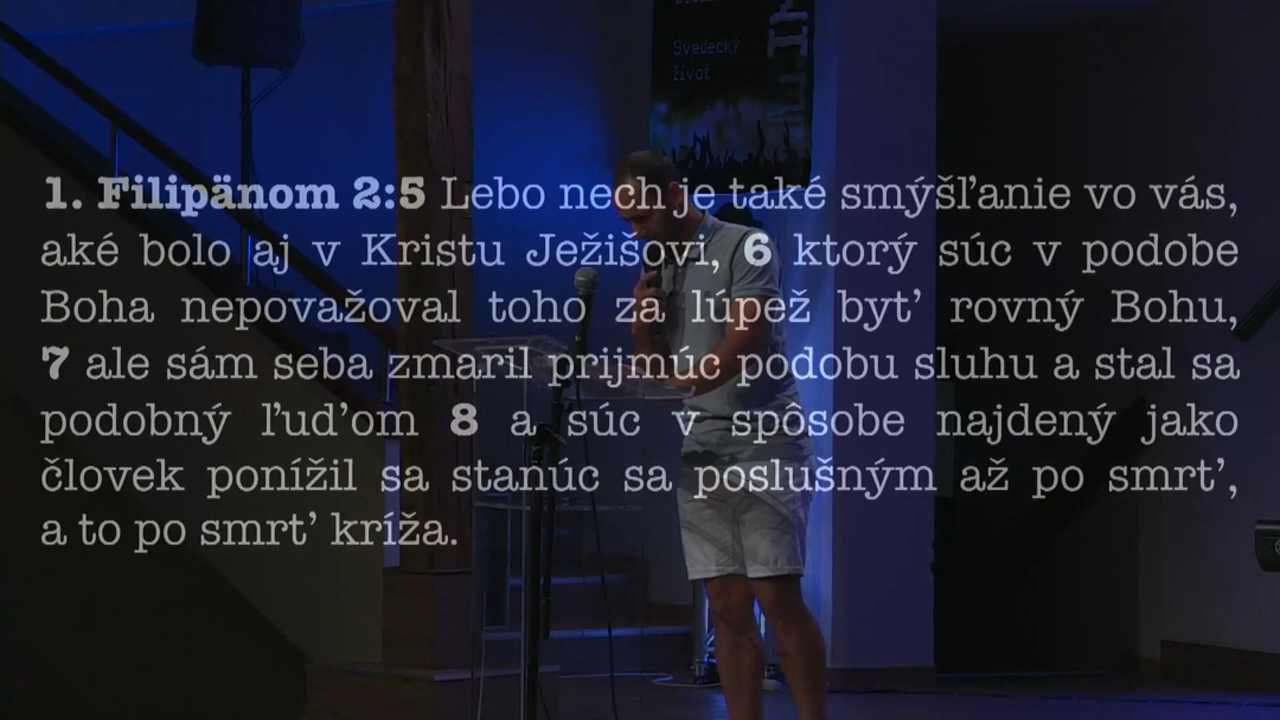 Svedecký
život
1. Filipänom 2:5 Lebo nech je také smýšľanie vo vás,
aké bolo aj v Kristu Ježišovi, 6 ktorý súc v podobe
Boha nepovažoval toho za lúpež byť rovný Bohu,
7 ale sám seba zmaril prijmúc podobu sluhu a stal sa
podobný ľuďom 8 a súc v spôsobe najdený jako
človek ponížil sa stanúc sa poslušným až po smrť,
a to po smrť kríža.